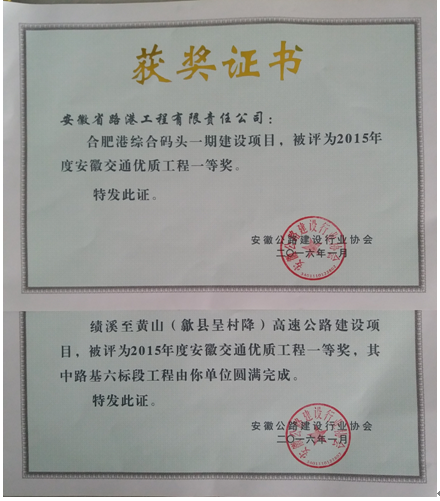 获奖证书
安徽省路港工程有限责任公司：
合肥港综合码头一期建设项目，被评为2015年
度安徽交通优质工程一等奖。
特发此证。
安徽公路建设行业协会
二〇一六年一月
绩溪至黄山（歙县呈村降）高速公路建设项
目，被评为2015年度安徽交通优质工程一等奖，其
中路基六标段工程由你单位圆满完成。
特发此证。
安徽公路建设行业协会
二〇一六年一月